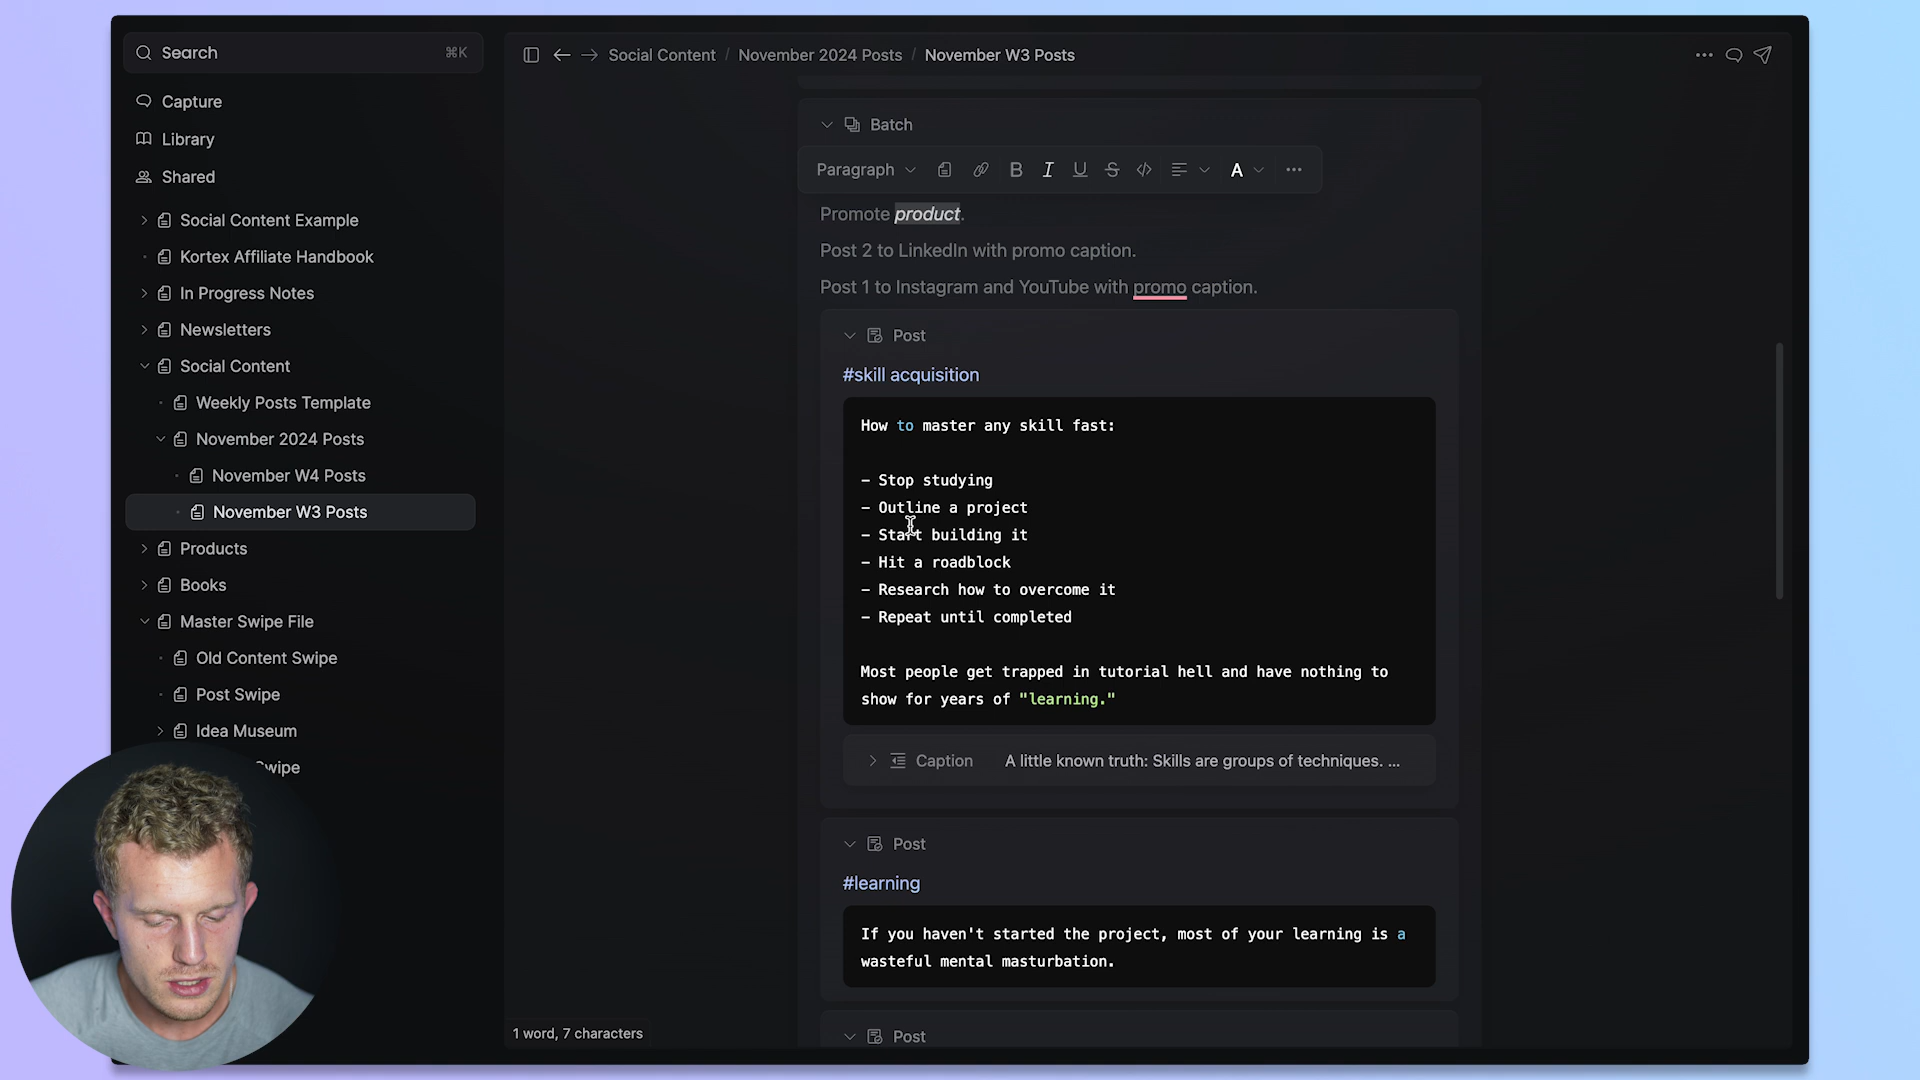 Search
⌘K
Social Content / November 2024 Posts / November W3 Posts
Capture
Library
Shared
Social Content Example
Kortex Affiliate Handbook
In Progress Notes
Newsletters
Social Content
Weekly Posts Template
November 2024 Posts
November W4 Posts
November W3 Posts
Products
Books
Master Swipe File
Old Content Swipe
Post Swipe
Idea Museum
Swipe
Batch
Paragraph
B I U S A
Promote product.
Post 2 to LinkedIn with promo caption.
Post 1 to Instagram and YouTube with promo caption.
Post
#skill acquisition
How to master any skill fast:
– Stop studying
– Outline a project
– Start building it
– Hit a roadblock
– Research how to overcome it
– Repeat until completed
Most people get trapped in tutorial hell and have nothing to
show for years of "learning."
Caption A little known truth: Skills are groups of techniques. ...
Post
#learning
If you haven't started the project, most of your learning is a
wasteful mental masturbation.
Post
1 word, 7 characters